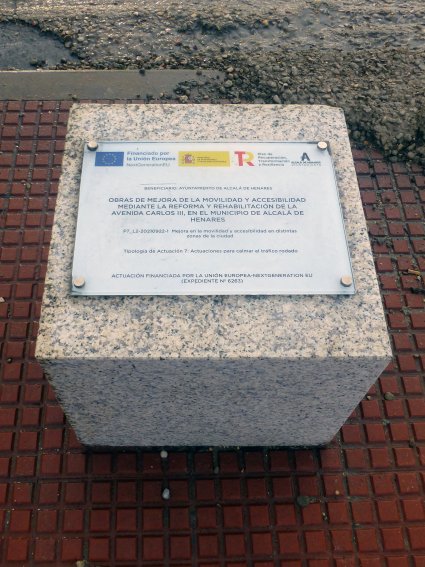 Financiado por
la Unión Europea
NextGenerationEU
Plan de
Recuperación,
Transformación
y Resiliencia
BENEFICIARIO: AYUNTAMIENTO DE ALCALÁ DE HENARES
OBRAS DE MEJORA DE LA MOVILIDAD Y ACCESIBILIDAD
MEDIANTE LA REFORMA Y REHABILITACIÓN DE LA
AVENIDA CARLOS III, EN EL MUNICIPIO DE ALCALÁ DE
HENARES
P7_L2-20210922-1 Mejora en la movilidad y accesibilidad en distintas
zonas de la ciudad
Tipología de Actuación 7: Actuaciones para calmar el tráfico rodado
ACTUACIÓN FINANCIADA POR LA UNIÓN EUROPEA-NEXTGENERATION EU
(EXPEDIENTE Nº 6283)